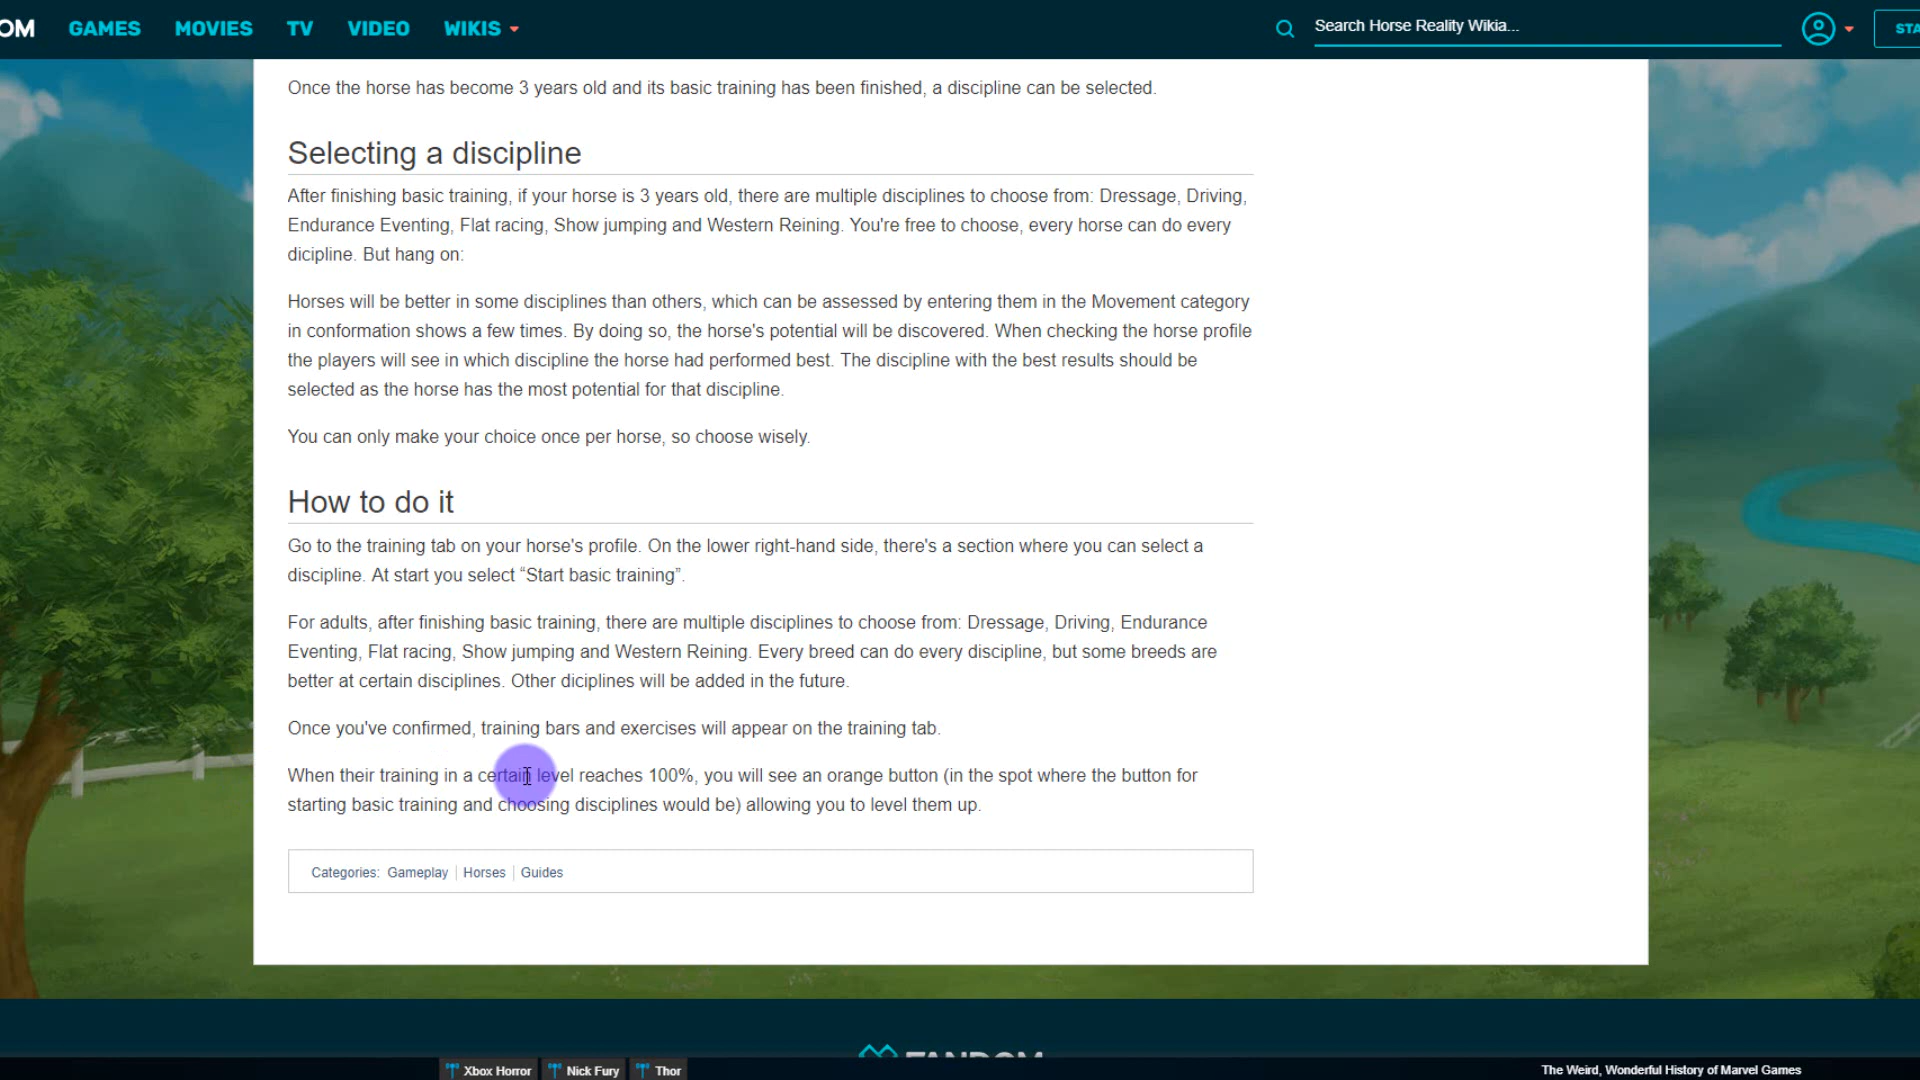 OM GAMES MOVIES TV VIDEO WIKIS Search Horse Reality Wikia... STA
Once the horse has become 3 years old and its basic training has been finished, a discipline can be selected.
Selecting a discipline
After finishing basic training, if your horse is 3 years old, there are multiple disciplines to choose from: Dressage, Driving,
Endurance Eventing, Flat racing, Show jumping and Western Reining. You're free to choose, every horse can do every
dicipline. But hang on:
Horses will be better in some disciplines than others, which can be assessed by entering them in the Movement category
in conformation shows a few times. By doing so, the horse's potential will be discovered. When checking the horse profile
the players will see in which discipline the horse had performed best. The discipline with the best results should be
selected as the horse has the most potential for that discipline.
You can only make your choice once per horse, so choose wisely.
How to do it
Go to the training tab on your horse's profile. On the lower right-hand side, there's a section where you can select a
discipline. At start you select “Start basic training”.
For adults, after finishing basic training, there are multiple disciplines to choose from: Dressage, Driving, Endurance
Eventing, Flat racing, Show jumping and Western Reining. Every breed can do every discipline, but some breeds are
better at certain disciplines. Other diciplines will be added in the future.
Once you've confirmed, training bars and exercises will appear on the training tab.
When their training in a certain level reaches 100%, you will see an orange button (in the spot where the button for
starting basic training and choosing disciplines would be) allowing you to level them up.
Categories: Gameplay Horses Guides
FANDOM
Xbox Horror Nick Fury Thor The Weird, Wonderful History of Marvel Games